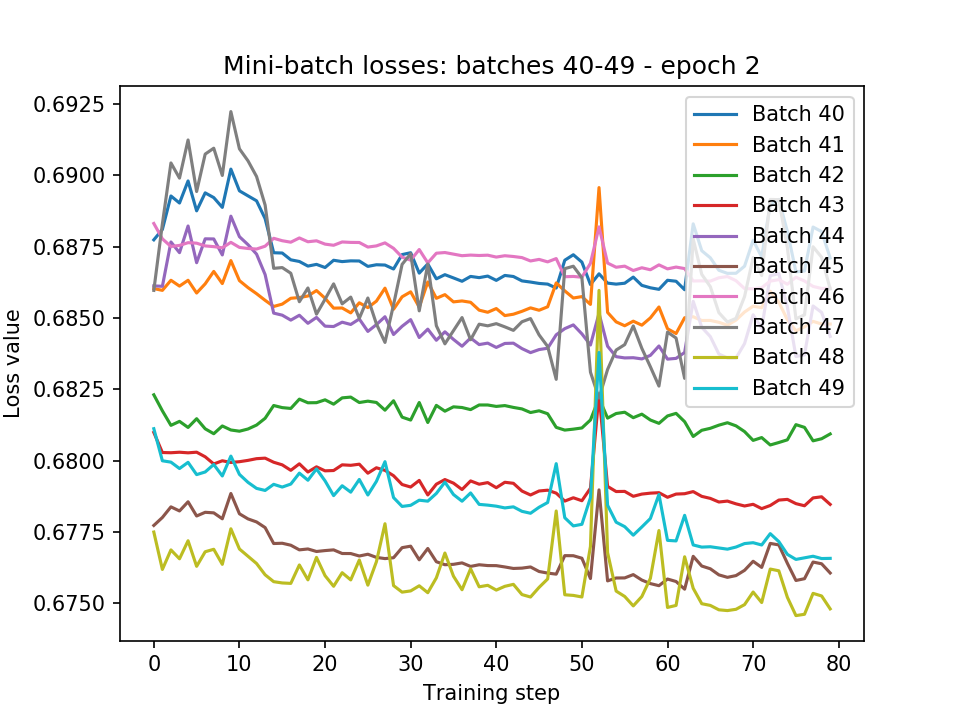 Mini-batch losses: batches 40-49 - epoch 2
Loss value
0.6925
0.6900
0.6875
0.6850
0.6825
0.6800
0.6775
0.6750
0 10 20 30 40 50 60 70 80
Training step
Batch 40
Batch 41
Batch 42
Batch 43
Batch 44
Batch 45
Batch 46
Batch 47
Batch 48
Batch 49